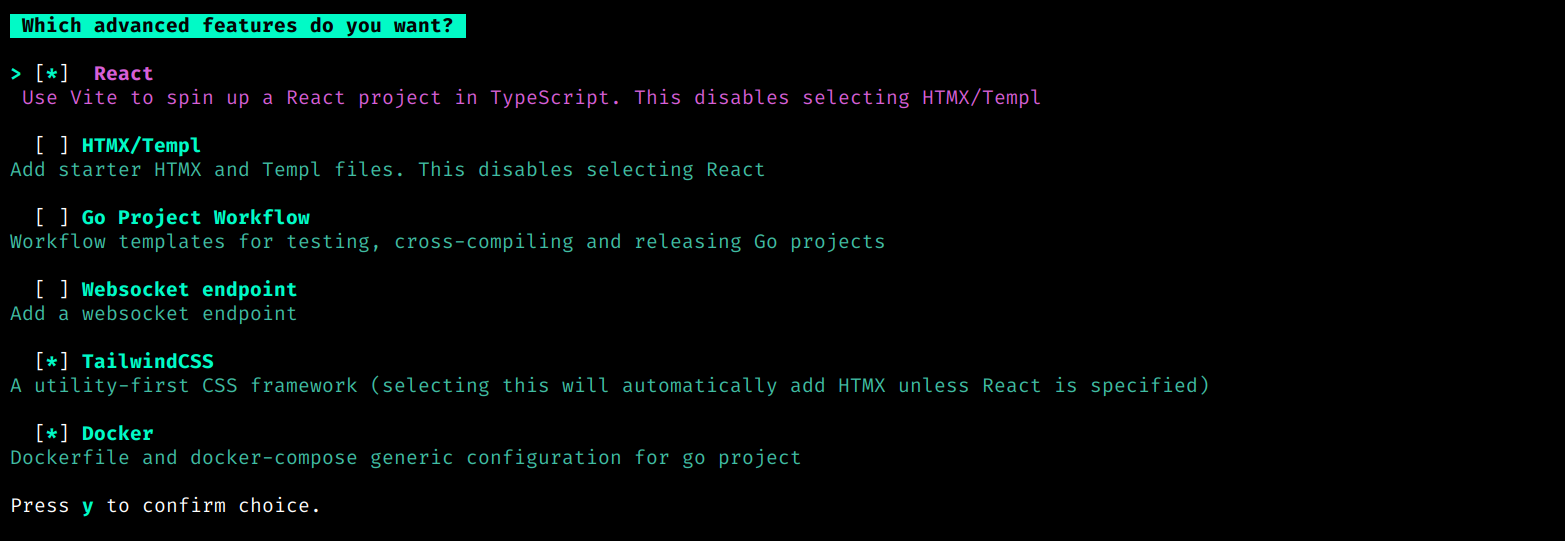 Which advanced features do you want?
> [*]  React
Use Vite to spin up a React project in TypeScript. This disables selecting HTMX/Templ
[ ] HTMX/Templ
Add starter HTMX and Templ files. This disables selecting React
[ ] Go Project Workflow
Workflow templates for testing, cross-compiling and releasing Go projects
[ ] Websocket endpoint
Add a websocket endpoint
[*] TailwindCSS
A utility-first CSS framework (selecting this will automatically add HTMX unless React is specified)
[*] Docker
Dockerfile and docker-compose generic configuration for go project
Press y to confirm choice.